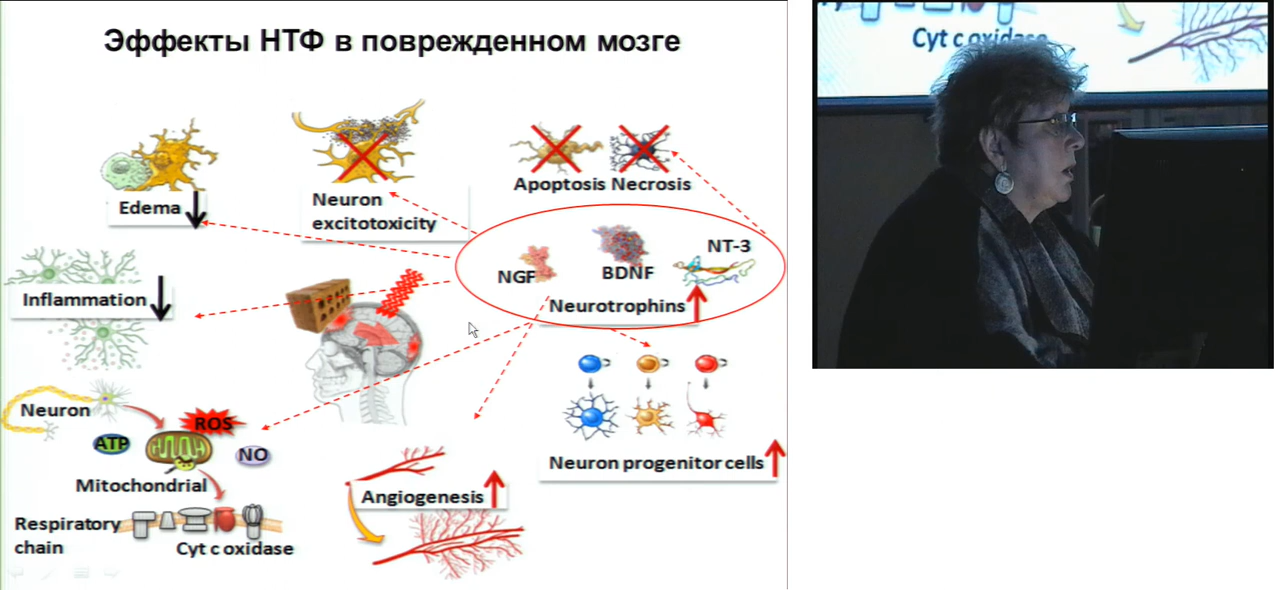 Эффекты НТФ в поврежденном мозге
Edema
Neuron
excitotoxicity
Apoptosis Necrosis
NGF
BDNF
NT-3
Neurotrophins
Inflammation
Neuron
ROS
ATP
NO
Mitochondrial
Respiratory
chain
Cyt c oxidase
Angiogenesis
Neuron progenitor cells
Cyt c oxidase